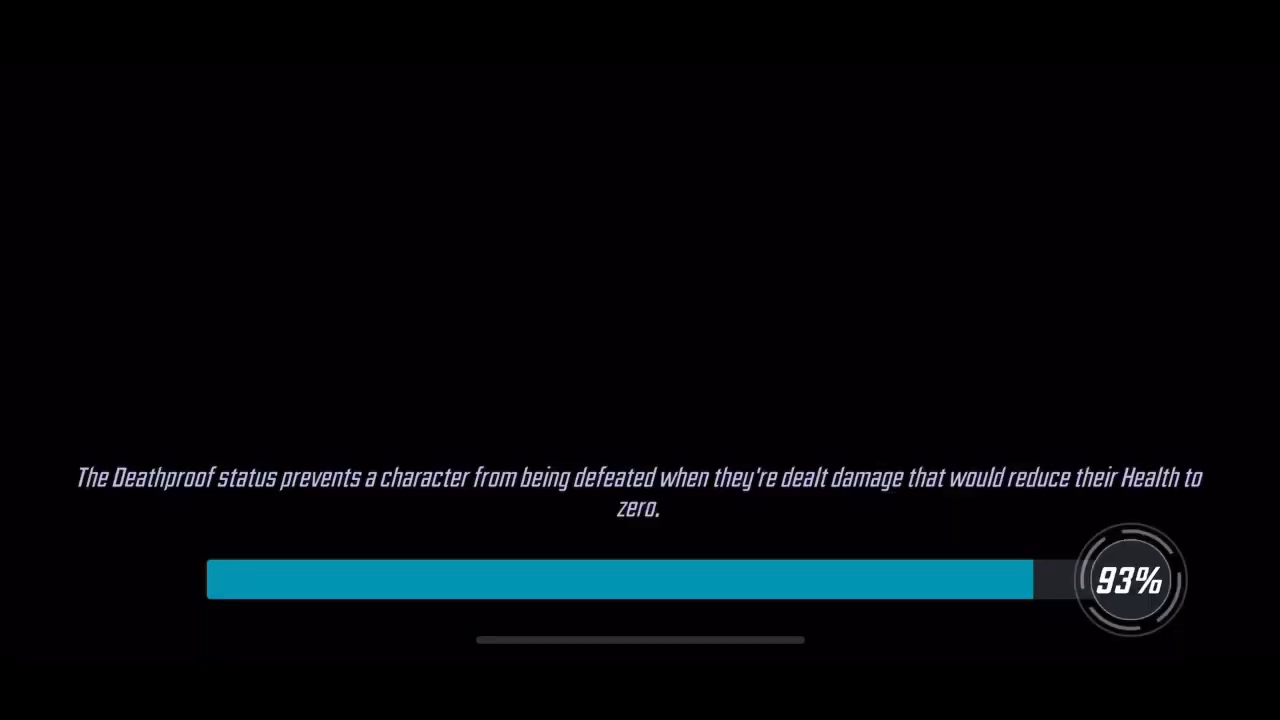 The Deathproof status prevents a character from being defeated when they're dealt damage that would reduce their Health to
zero.
93%